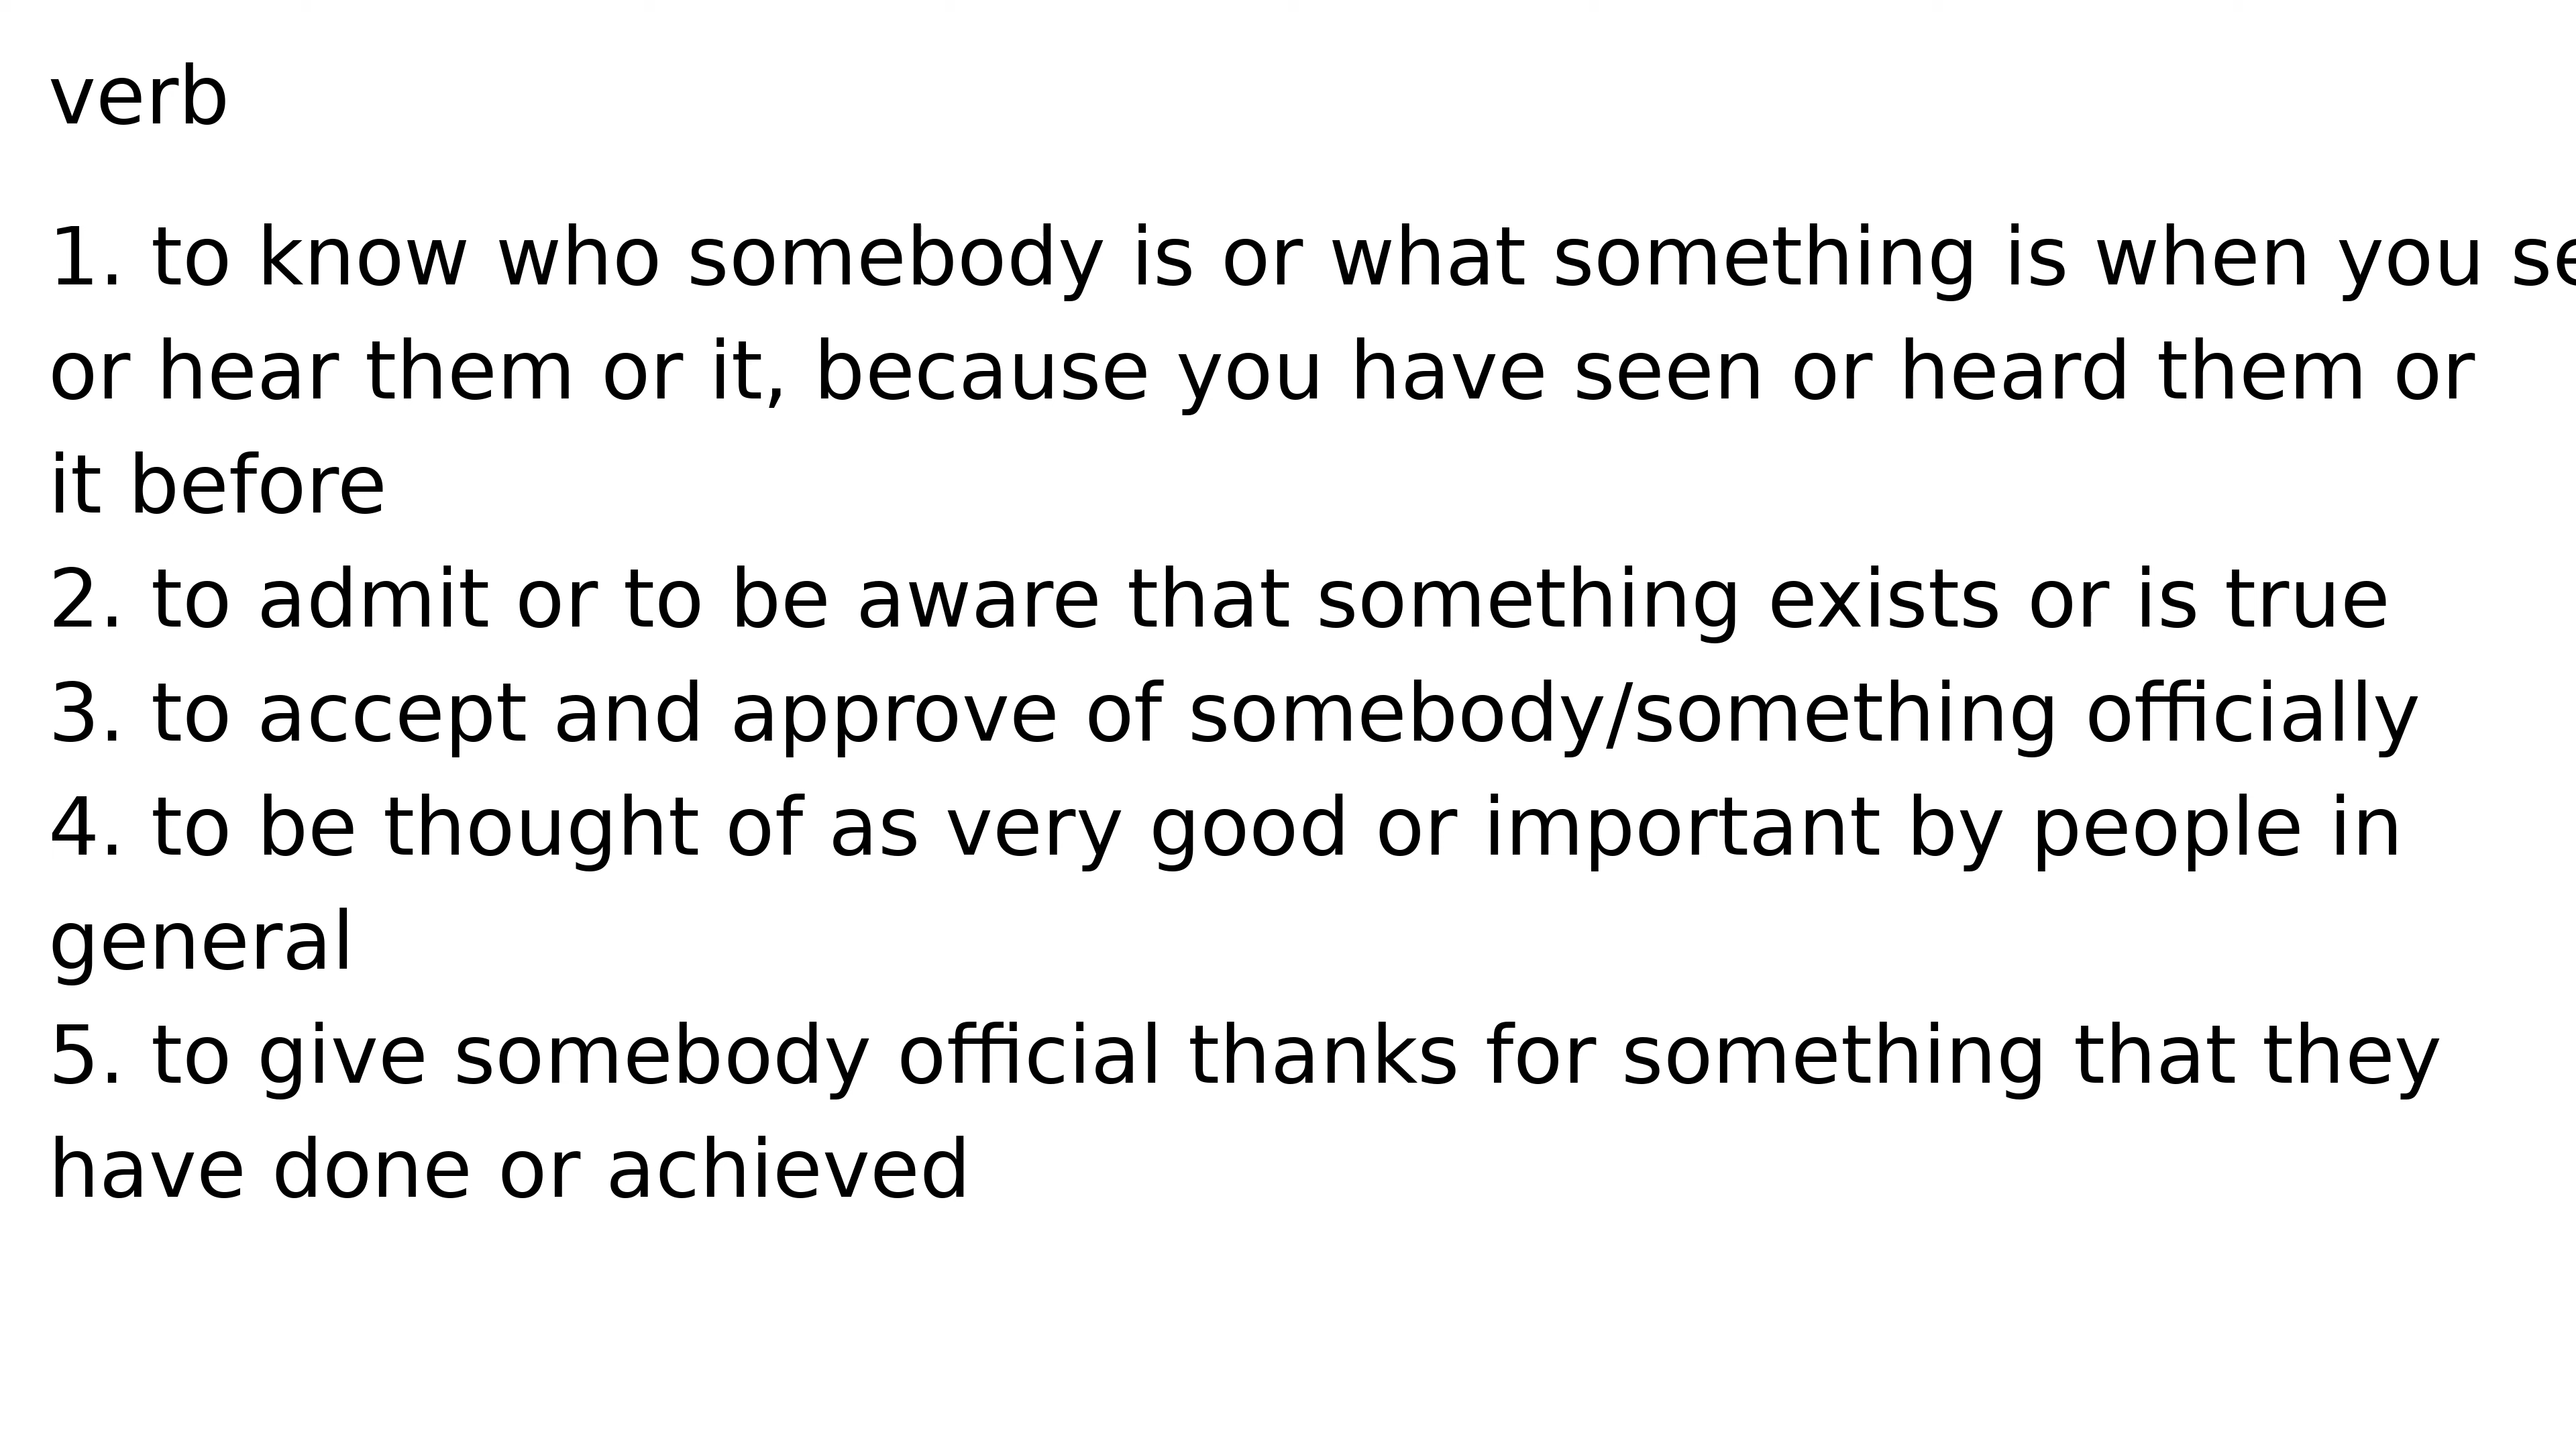 verb
1. to know who somebody is or what something is when you se
or hear them or it, because you have seen or heard them or
it before
2. to admit or to be aware that something exists or is true
3. to accept and approve of somebody/something officially
4. to be thought of as very good or important by people in
general
5. to give somebody official thanks for something that they
have done or achieved